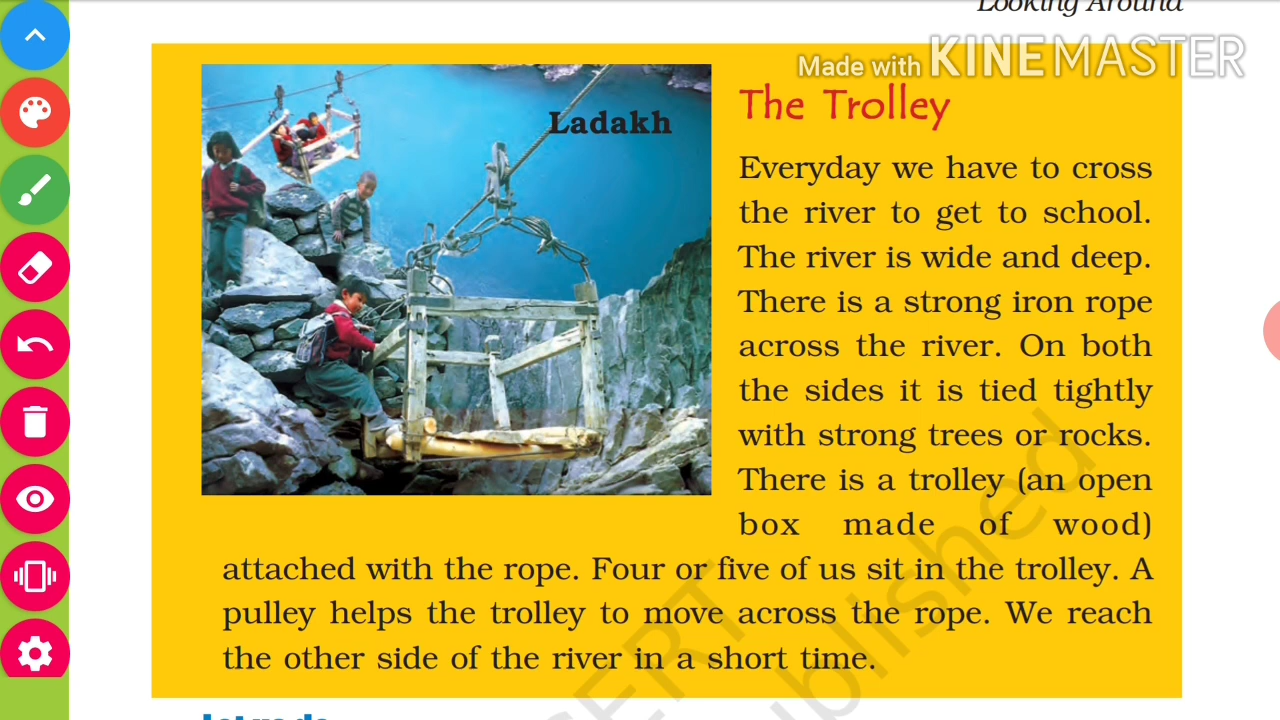 Looking Around
Made with KINEMASTER
The Trolley
Ladakh
Everyday we have to cross
the river to get to school.
The river is wide and deep.
There is a strong iron rope
across the river. On both
the sides it is tied tightly
with strong trees or rocks.
There is a trolley (an open
box made of wood)
attached with the rope. Four or five of us sit in the trolley. A
pulley helps the trolley to move across the rope. We reach
the other side of the river in a short time.